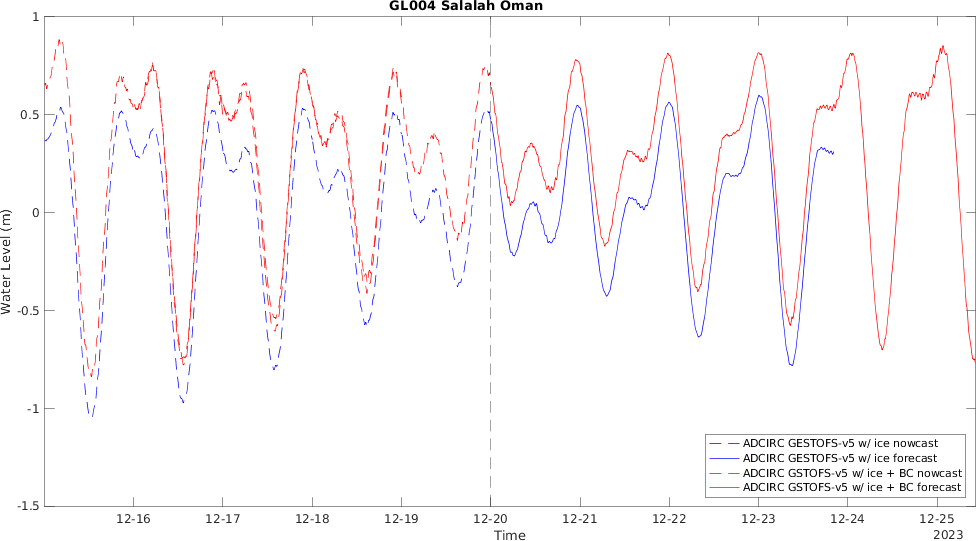 GL004 Salalah Oman
1
0.5
0
-0.5
-1
-1.5
Water Level (m)
12-16
12-17
12-18
12-19
12-20
12-21
12-22
12-23
12-24
12-25
Time
2023
ADCIRC GESTOFS-v5 w/ ice nowcast
ADCIRC GESTOFS-v5 w/ ice forecast
ADCIRC GSTOFS-v5 w/ ice + BC nowcast
ADCIRC GSTOFS-v5 w/ ice + BC forecast